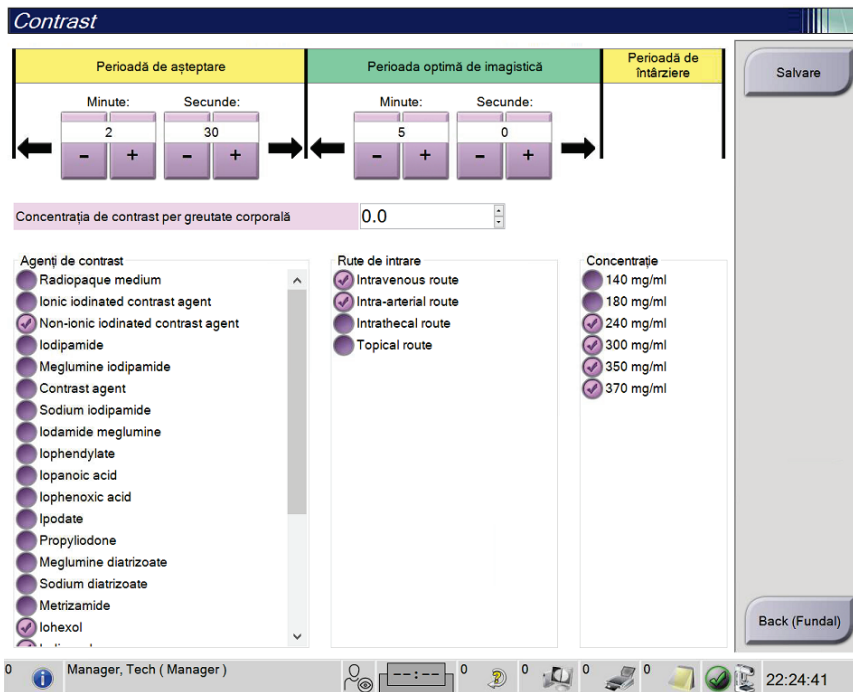 Contrast
Perioadă de așteptare
Perioada optimă de imagistică
Perioadă de
întârziere
Salvare
Minute:
Secunde:
Minute:
Secunde:
2
30
5
0
-
+
-
+
-
+
-
+
Concentrația de contrast per greutate corporală
0.0
Agenți de contrast
Radiopaque medium
Ionic iodinated contrast agent
Non-ionic iodinated contrast agent
Iodipamide
Meglumine iodipamide
Contrast agent
Sodium iodipamide
Iodamide meglumine
Iophendylate
Iopanoic acid
Iophenoxic acid
Ipodate
Propyliodone
Meglumine diatrizoate
Sodium diatrizoate
Metrizamide
Iohexol
Rute de intrare
Intravenous route
Intra-arterial route
Intrathecal route
Topical route
Concentrație
140 mg/ml
180 mg/ml
240 mg/ml
300 mg/ml
350 mg/ml
370 mg/ml
Back (Fundal)
0
Manager, Tech ( Manager )
--:--
0
0
0
0
22:24:41